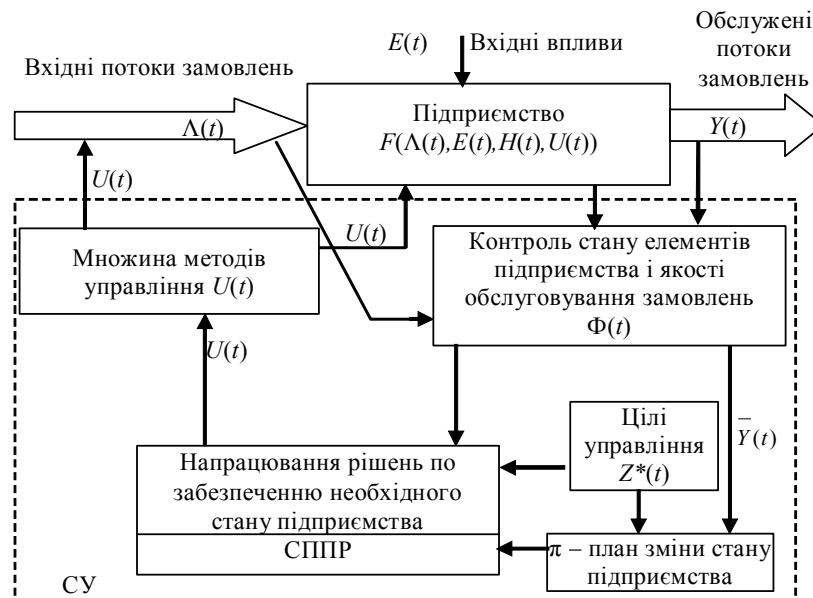 Обслужені
потоки
замовлень
E(t)
Вхідні впливи
Вхідні потоки замовлень
Λ(t)
Підприємство
F(Λ(t),E(t),H(t),U(t))
Y(t)
U(t)
U(t)
Множина методів
управління U(t)
Контроль стану елементів
підприємства і якості
обслуговування замовлень
Φ(t)
U(t)
Цілі
управління
Z*(t)
Y̅(t)
Напрацювання рішень по
забезпеченню необхідного
стану підприємства
СППР
π – план зміни стану
підприємства
СУ